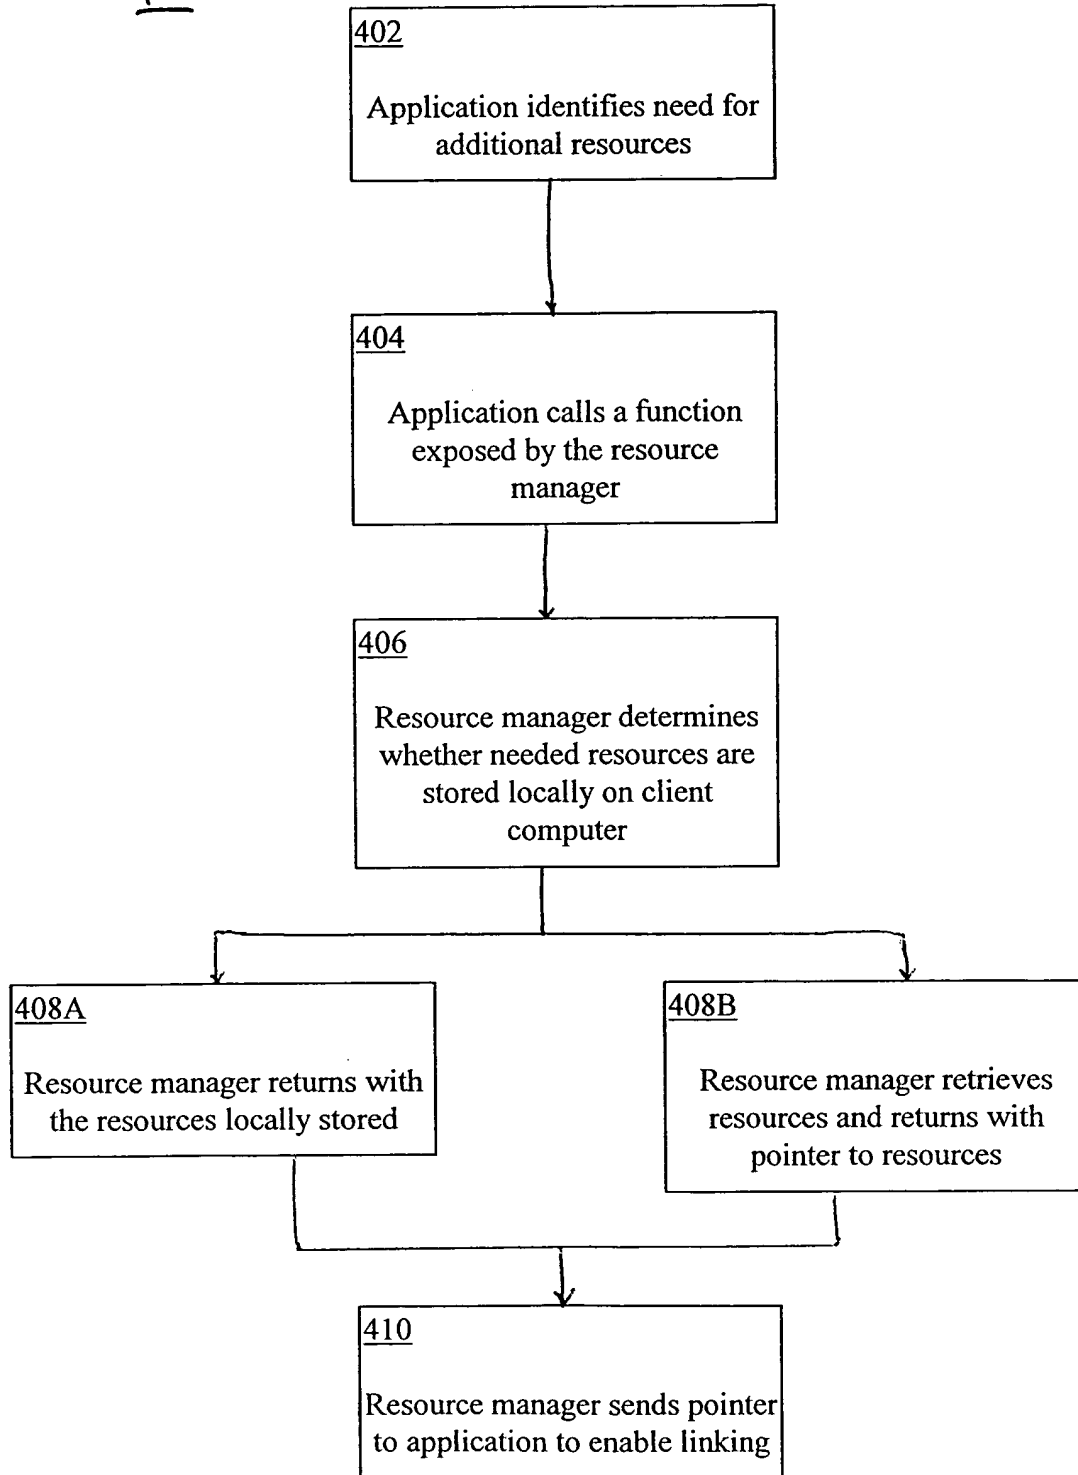 402
Application identifies need for
additional resources
404
Application calls a function
exposed by the resource
manager
406
Resource manager determines
whether needed resources are
stored locally on client
computer
408A
Resource manager returns with
the resources locally stored
408B
Resource manager retrieves
resources and returns with
pointer to resources
410
Resource manager sends pointer
to application to enable linking